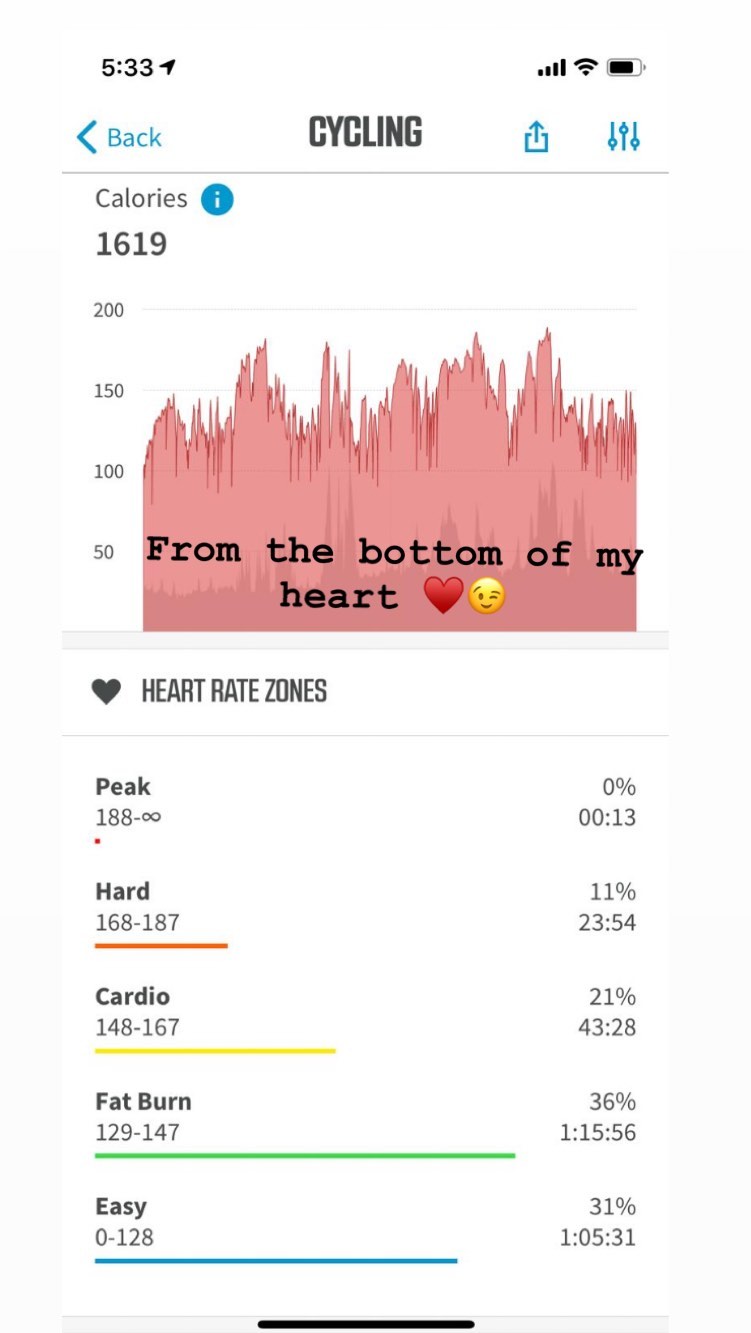 5:33
Back CYCLING
Calories i
1619
200
150
100
50
From the bottom of my
heart ♥️😉
HEART RATE ZONES
Peak 0%
188-∞ 00:13
Hard 11%
168-187 23:54
Cardio 21%
148-167 43:28
Fat Burn 36%
129-147 1:15:56
Easy 31%
0-128 1:05:31